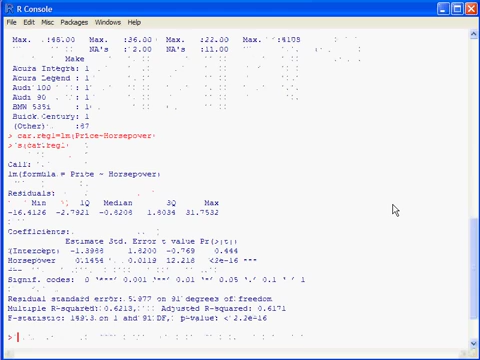 R Console
File Edit Misc Packages Windows Help
Max. :48.00 Max. :36.00 Max. :22.00 Max. :4105
NA's :2.00 NA's :11.00
Make
Acura Integra: 1
Acura Legend : 1
Audi 100 : 1
Audi 90 : 1
BMW 535i : 1
Buick Century: 1
(Other) :87
> car.reg1=lm(Price~Horsepower)
(car.reg1)
Call:
lm(formula = Price ~ Horsepower)
Residuals:
Min 1Q Median 3Q Max
-16.4126 -2.7921 -0.8208 1.8034 31.7532
Coefficients:
Estimate Std. Error t value Pr(>|t|)
(Intercept) -1.3988 1.8200 -0.769 0.444
Horsepower 0.1454 0.0119 12.218 <2e-16 ***
---
Signif. codes: 0 '***' 0.001 '**' 0.01 '*' 0.05 '.' 0.1 ' ' 1
Residual standard error: 5.977 on 91 degrees of freedom
Multiple R-squared: 0.6213, Adjusted R-squared: 0.6171
F-statistic: 149.3 on 1 and 91 DF, p-value: < 2.2e-16
>